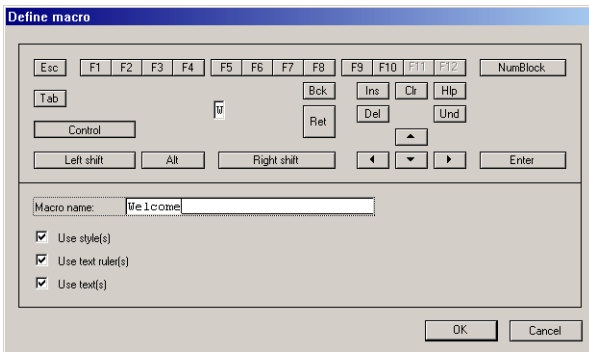 Define macro
Esc F1 F2 F3 F4 F5 F6 F7 F8 F9 F10 F11 F12 NumBlock
Tab Bck Ins Clr Hlp
W Ret Del Und
Control
Left shift Alt Right shift Enter
Macro name: Welcome
Use style(s)
Use text ruler(s)
Use text(s)
OK Cancel